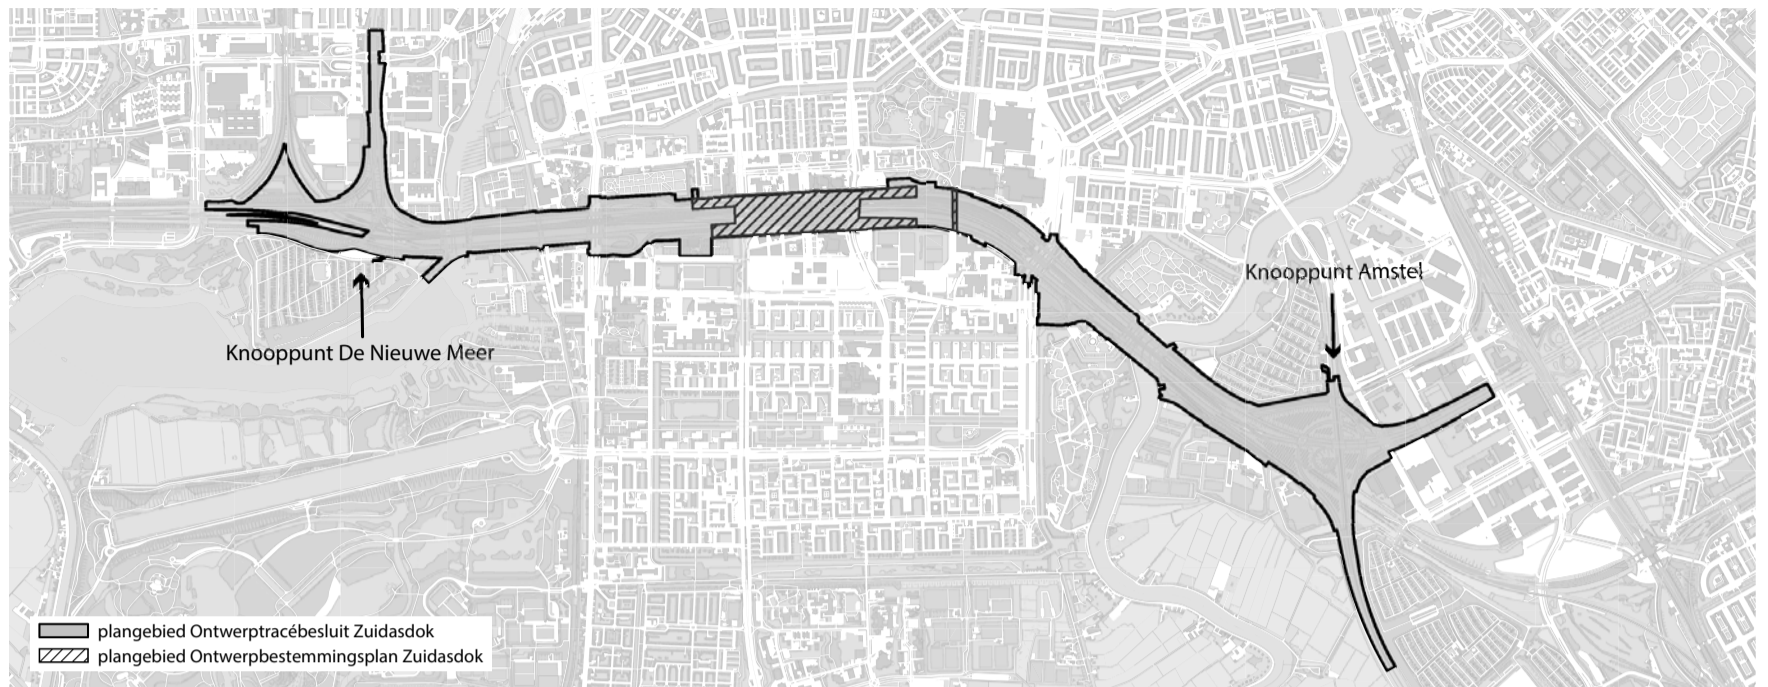 Knooppunt Amstel
Knooppunt De Nieuwe Meer
plangebied Ontwerptracébesluit Zuidasdok
plangebied Ontwerpbestemmingsplan Zuidasdok